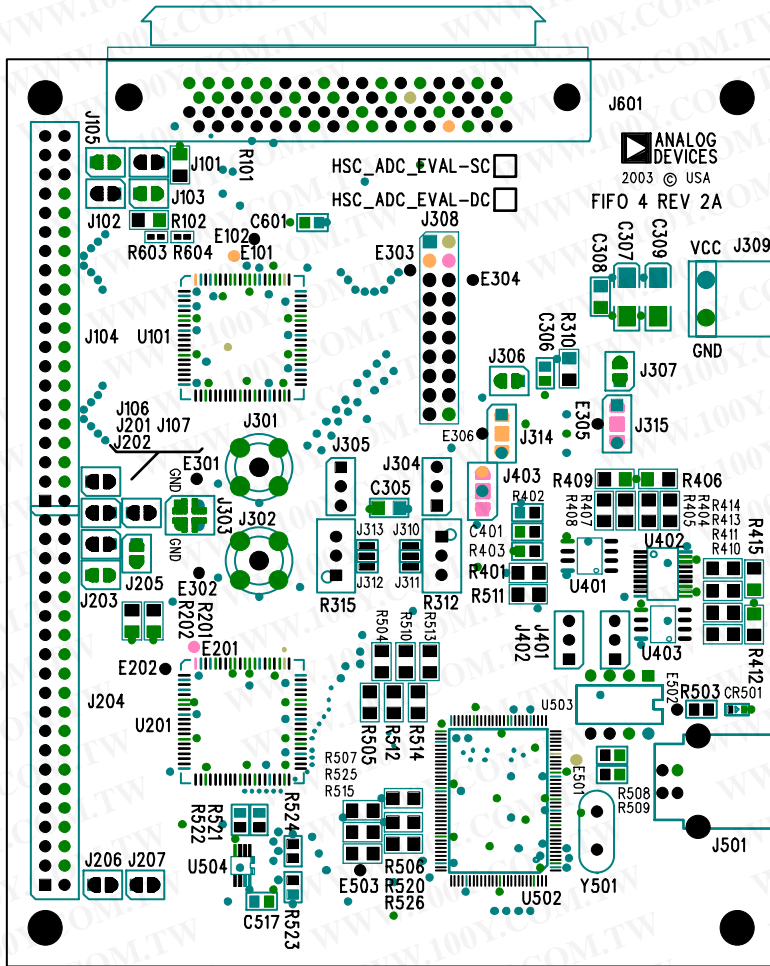 WWW.100Y.COM.TW
J601
J105
J101
R101
HSC_ADC_EVAL-SC
HSC_ADC_EVAL-DC
ANALOG
DEVICES
2003 © USA
FIFO 4 REV 2A
J103
J102
R102
C601
J308
R603
R604
E102
E101
E303
E304
C308
C307
C309
VCC
J309
GND
J104
U101
C306
R310
J306
J307
J106
J201
J107
J202
J301
E306
J314
E305
J315
J305
J304
J403
E301
GND
J303
C305
R402
R409
R406
R408
R407
R405
R404
R414
R413
R411
R410
R415
J302
GND
J313
J310
C401
R403
U402
J205
J203
E302
J312
J311
R401
U401
R511
R315
R312
R202
R201
R504
R510
R513
J402
J401
U403
R412
E201
E202
J204
U201
U503
E502
R503
CR501
R505
R512
R514
R507
R525
R515
E501
R508
R509
R522
R521
R524
U504
J501
J206
J207
E503
R506
R520
R526
Y501
U502
C517
R523